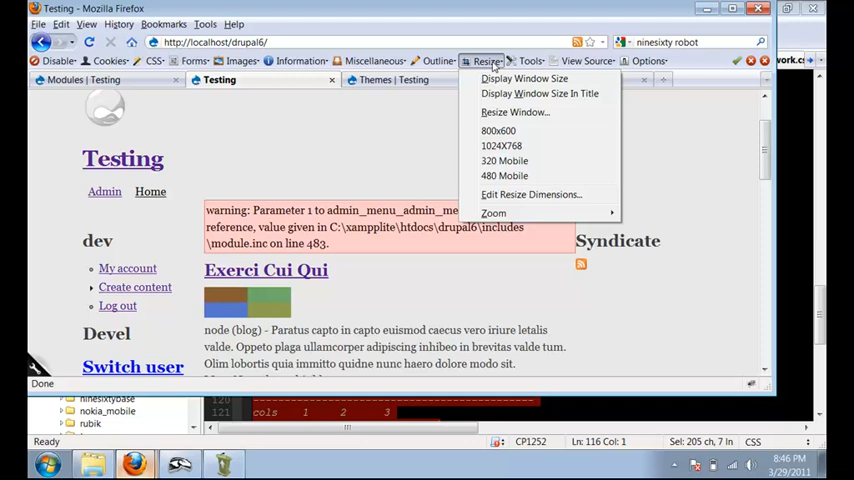 Testing - Mozilla Firefox
File Edit View History Bookmarks Tools Help
http://localhost/drupal6/
ninesixty robot
Disable CSS Forms Images Information Miscellaneous Outline Resize Tools View Source Options
Modules | Testing
Testing
Themes | Testing
Display Window Size
Display Window Size In Title
Resize Window...
800x600
1024X768
320 Mobile
480 Mobile
Edit Resize Dimensions...
Zoom
Testing
Admin Home
warning: Parameter 1 to admin_menu_admin_me
reference, value given in C:\xampplite\htdocs\drupal6\includes
\module.inc on line 483.
dev
My account
Create content
Log out
Devel
Switch user
Exerci Cui Qui
node (blog) - Paratus capto in capto euismod caecus vero iriure letalis
valde. Oppeto plaga ullamcorper adipiscing inhibeo in brevitas valde tum.
Olim lobortis quia immitto quidne hendrerit camur facilisi ideo
Syndicate
Done
ninesixtybase
nokia_mobile
rubik
120
121 cols 1 2 3
Ready
CP1252
Ln: 116 Col: 1
Sel: 205 ch, 7 ln
CSS
8:46 PM
3/29/2011